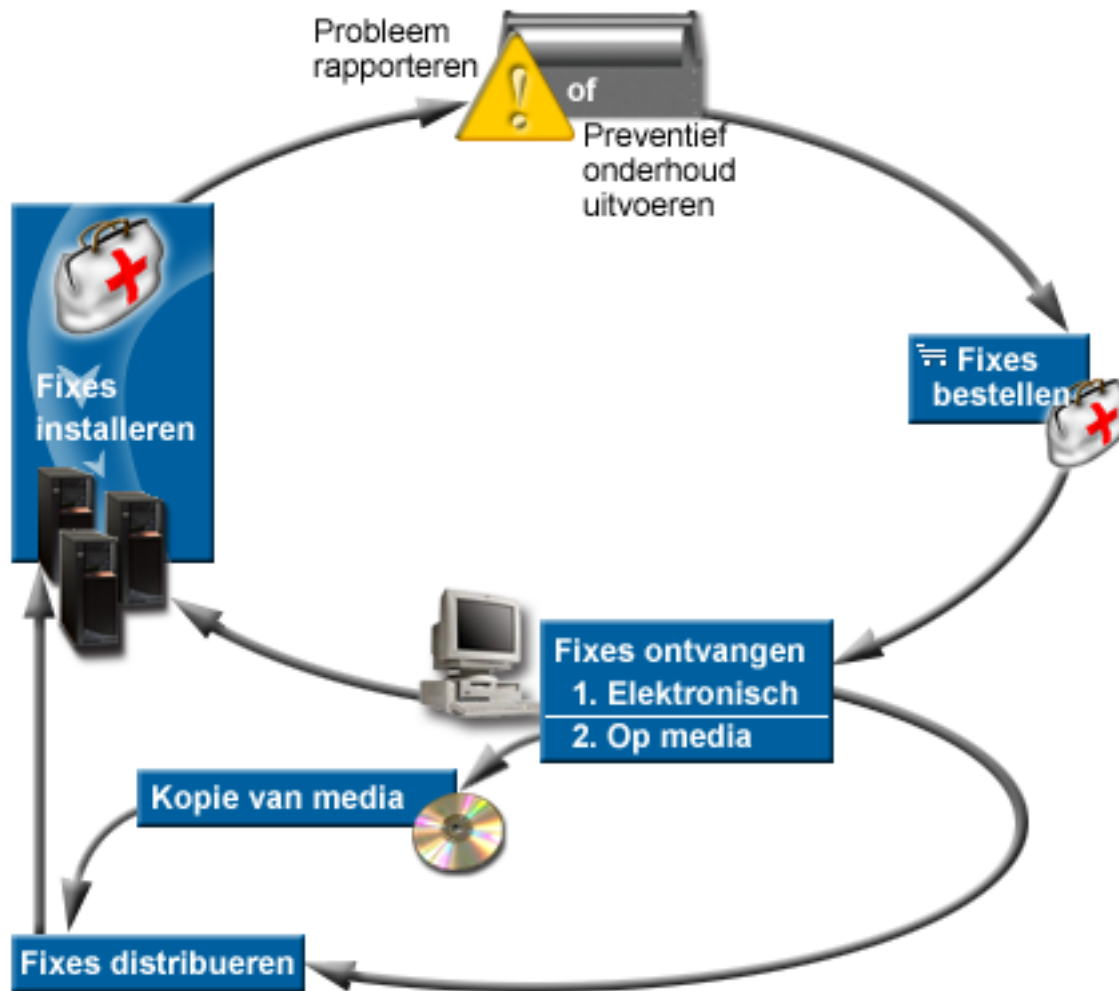 Probleem
rapporteren
of
Preventief
onderhoud
uitvoeren
Fixes
bestellen
Fixes
installeren
Fixes ontvangen
1. Elektronisch
2. Op media
Kopie van media
Fixes distribueren